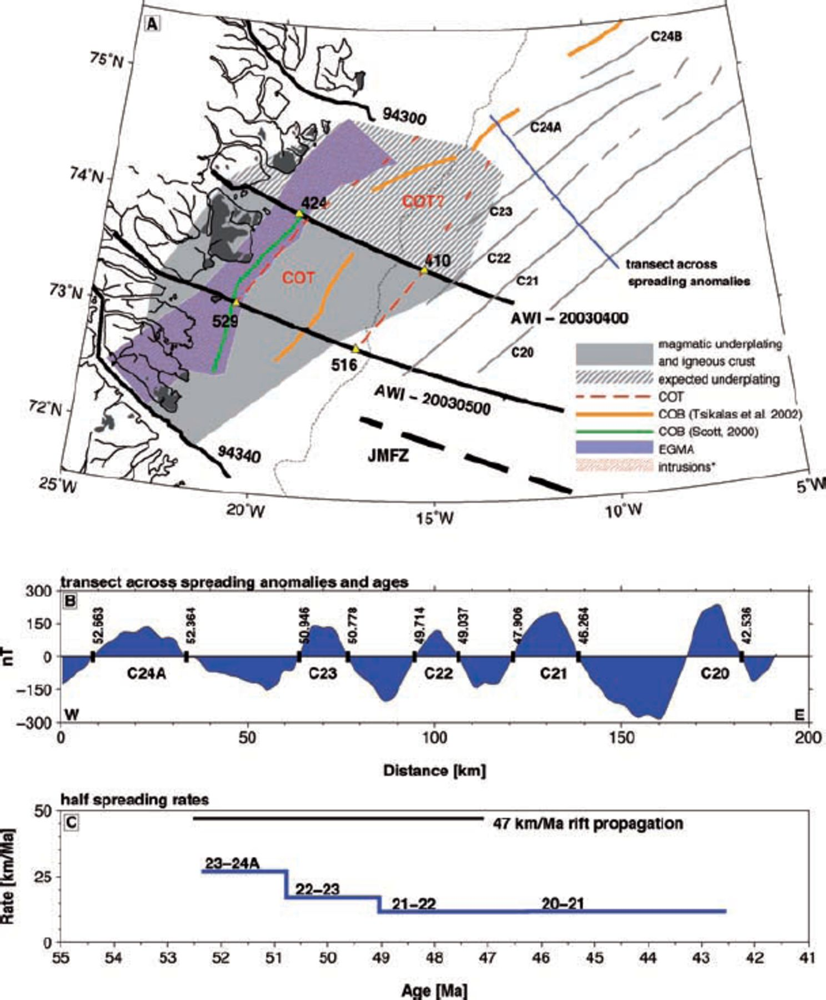 A
C24B
75°N
94300
C24A
74°N
424
COT?
C23
410
C22
COT
transect across
spreading anomalies
C21
73°N
529
AWI – 20030400
C20
516
magmatic underplating
and igneous crust
expected underplating
COT
COB (Tsikalas et al. 2002)
COB (Scott, 2000)
EGMA
intrusions*
AWI – 20030500
72°N
JMFZ
94340
25°W
20°W
15°W
10°W
5°W
transect across spreading anomalies and ages
B
300
150
0
−150
−300
nT
52.663
52.364
50.946
50.778
49.714
49.037
47.906
46.264
42.536
C24A
C23
C22
C21
C20
W
E
0
50
100
150
200
Distance [km]
half spreading rates
C
50
25
0
Rate [km/Ma]
47 km/Ma rift propagation
23–24A
22–23
21–22
20–21
55
54
53
52
51
50
49
48
47
46
45
44
43
42
41
Age [Ma]